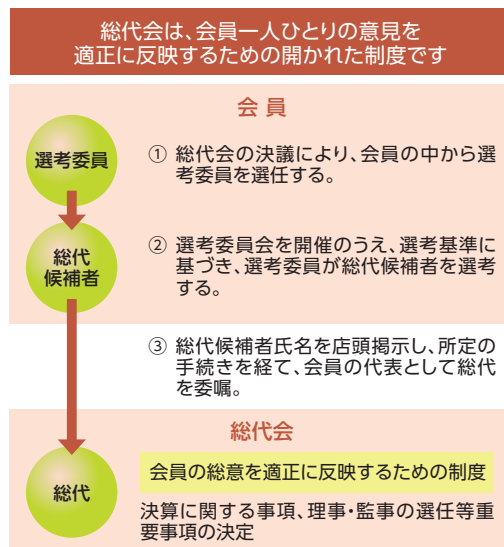 総代会は、会員一人ひとりの意見を
適正に反映するための開かれた制度です
会 員
選考委員
① 総代会の決議により、会員の中から選
考委員を選任する。
総代
候補者
② 選考委員会を開催のうえ、選考基準に
基づき、選考委員が総代候補者を選考
する。
③ 総代候補者氏名を店頭掲示し、所定の
手続きを経て、会員の代表として総代
を委嘱。
総代会
総代
会員の総意を適正に反映するための制度
決算に関する事項、理事・監事の選任等重
要事項の決定